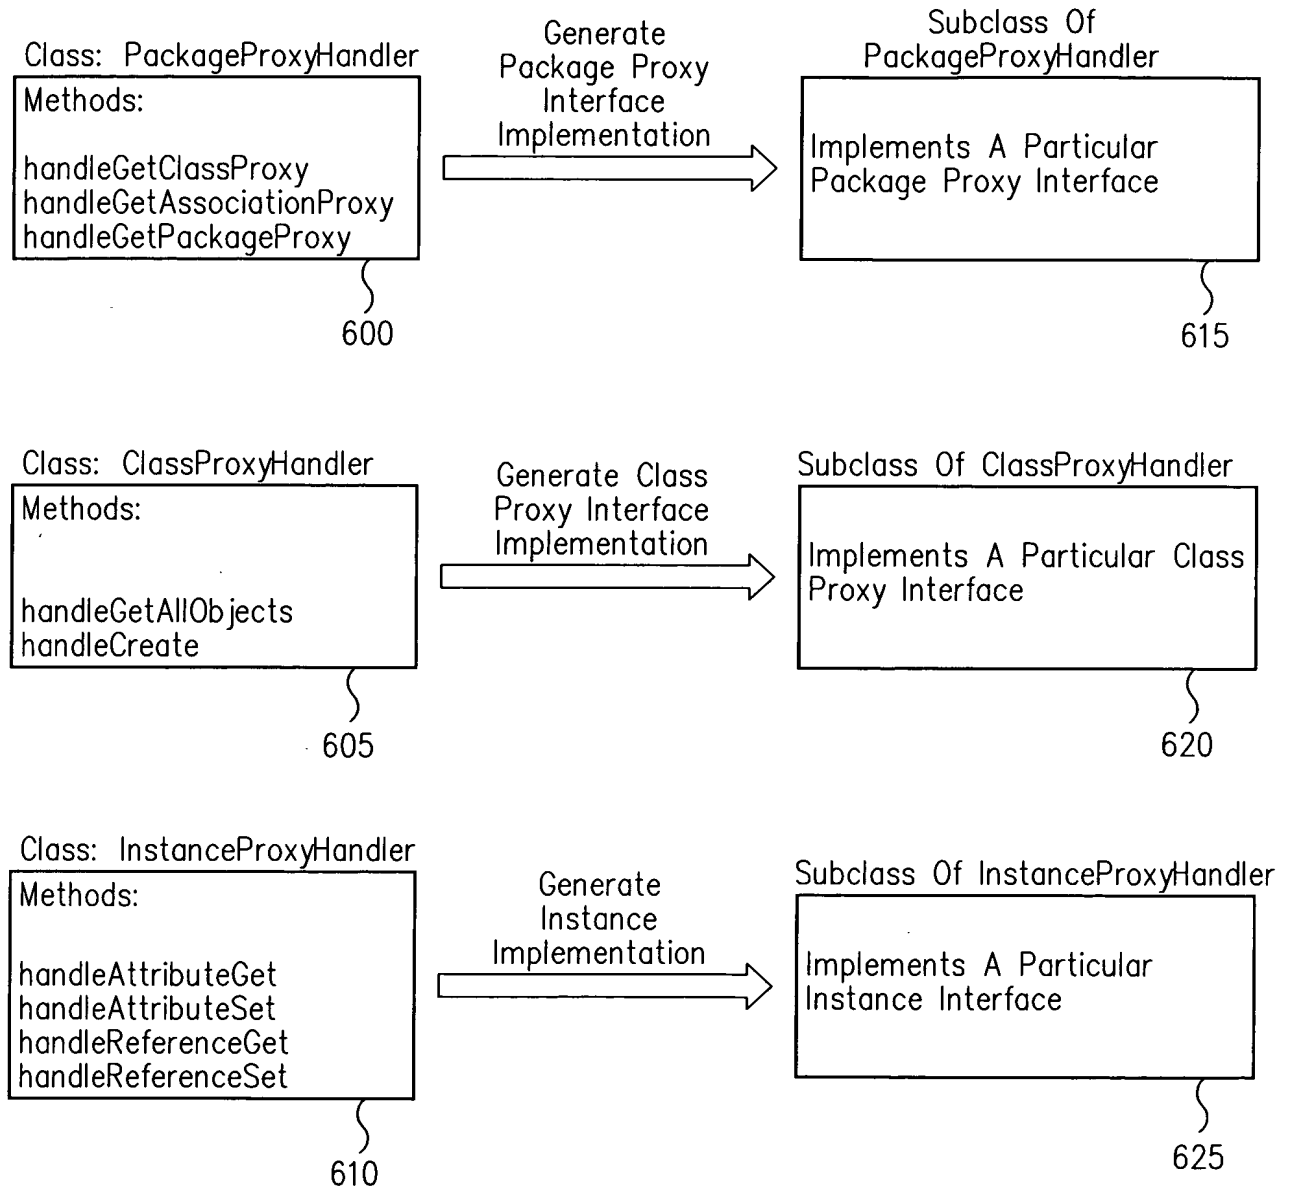 Class: PackageProxyHandler
Methods:
handleGetClassProxy
handleGetAssociationProxy
handleGetPackageProxy
600
Generate
Package Proxy
Interface
Implementation
Subclass Of
PackageProxyHandler
Implements A Particular
Package Proxy Interface
615
Class: ClassProxyHandler
Methods:
handleGetAllObjects
handleCreate
605
Generate Class
Proxy Interface
Implementation
Subclass Of ClassProxyHandler
Implements A Particular Class
Proxy Interface
620
Class: InstanceProxyHandler
Methods:
handleAttributeGet
handleAttributeSet
handleReferenceGet
handleReferenceSet
610
Generate
Instance
Implementation
Subclass Of InstanceProxyHandler
Implements A Particular
Instance Interface
625